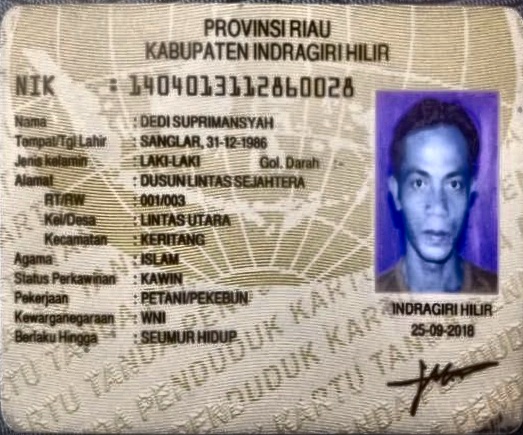 PROVINSI RIAU
KABUPATEN INDRAGIRI HILIR
NIK : 1404013112860028
Nama : DEDI SUPRIMANSYAH
Tempat/Tgl Lahir : SANGLAR, 31-12-1986
Jenis kelamin : LAKI-LAKI Gol. Darah :-
Alamat : DUSUN LINTAS SEJAHTERA
RT/RW : 001/003
Kel/Desa : LINTAS UTARA
Kecamatan : KERITANG
Agama : ISLAM
Status Perkawinan : KAWIN
Pekerjaan : PETANI/PEKEBUN
Kewarganegaraan : WNI
Berlaku Hingga : SEUMUR HIDUP
INDRAGIRI HILIR
25-09-2018
KARTU TANDA PENDUDUK